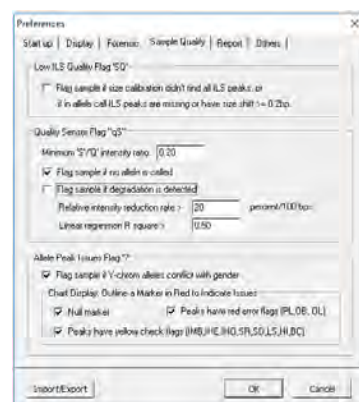 Preferences
Start up Display Forensic Sample Quality Report Others
Low ILS Quality Flag "SQ"
Flag sample if size calibration didn't find all ILS peaks, or
if in allele call ILS peaks are missing or have size shift >= 0.2bp.
Quality Sensor Flag "qS"
Minimum 'S'/'Q' intensity ratio 0.20
Flag sample if no allele is called
Flag sample if degradation is detected
Relative intensity reduction rate > 20 percent/100 bps
Linear regression R square > 0.50
Allele Peak Issues Flag "?"
Flag sample if Y-chrom alleles conflict with gender
Chart Display: Outline a Marker in Red to Indicate Issues
Null marker Peaks have red error flags (PI, OB, OL)
Peaks have yellow check flags (IMB,IHE,IHO,SR,SO,LS,HI,BC)
Import/Export OK Cancel